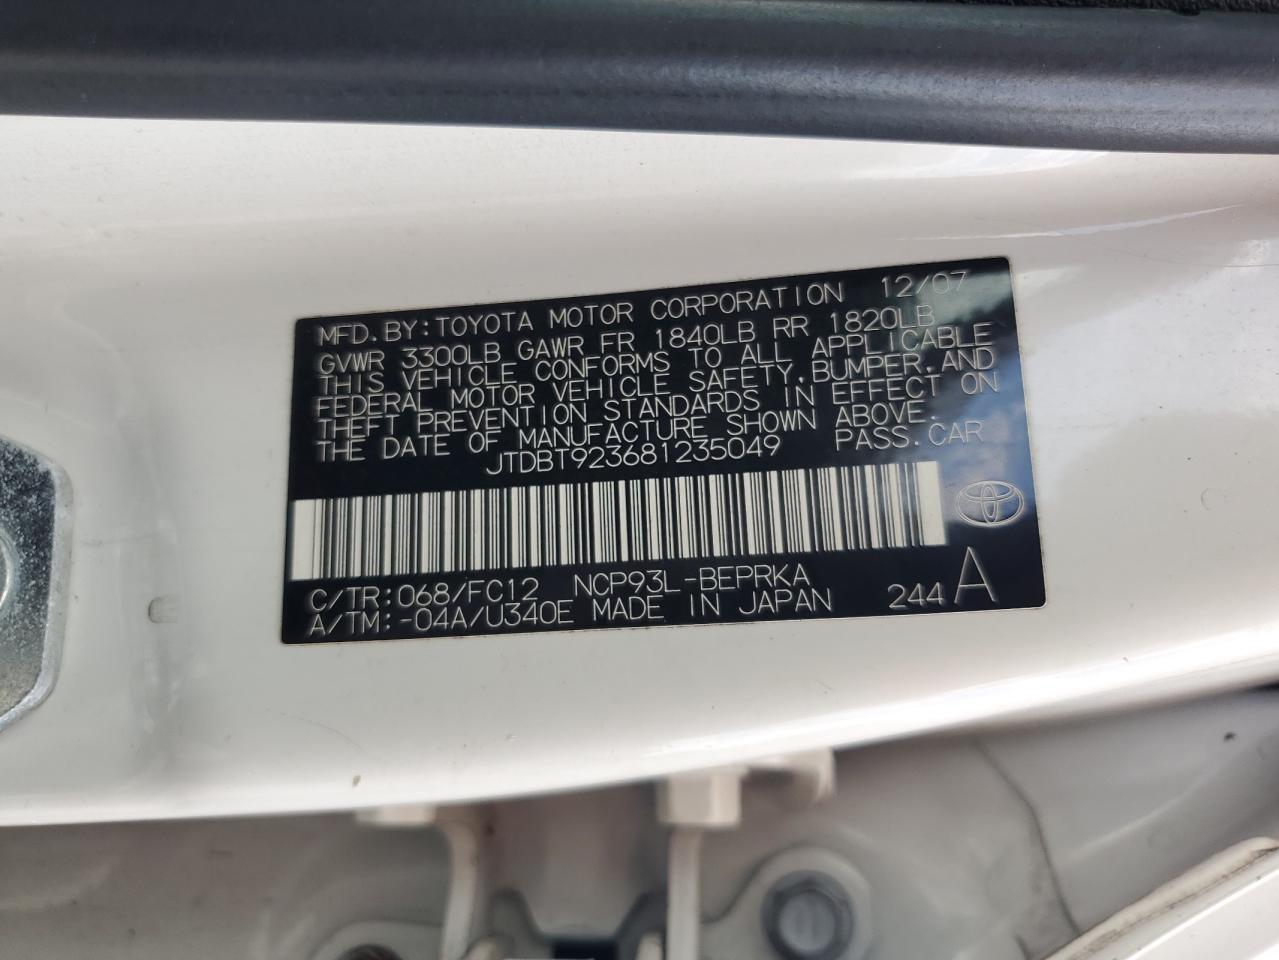 MFD.BY:TOYOTA MOTOR CORPORATION 12/07
GVWR 3300LB GAWR FR 1840LB RR 1820LB
THIS VEHICLE CONFORMS TO ALL APPLICABLE
FEDERAL MOTOR VEHICLE SAFETY,BUMPER,AND
THEFT PREVENTION STANDARDS IN EFFECT ON
THE DATE OF MANUFACTURE SHOWN ABOVE.
JTDBT923681235049 PASS.CAR
C/TR:068/FC12 NCP93L-BEPRKA
A/TM:-04A/U340E MADE IN JAPAN 244 A